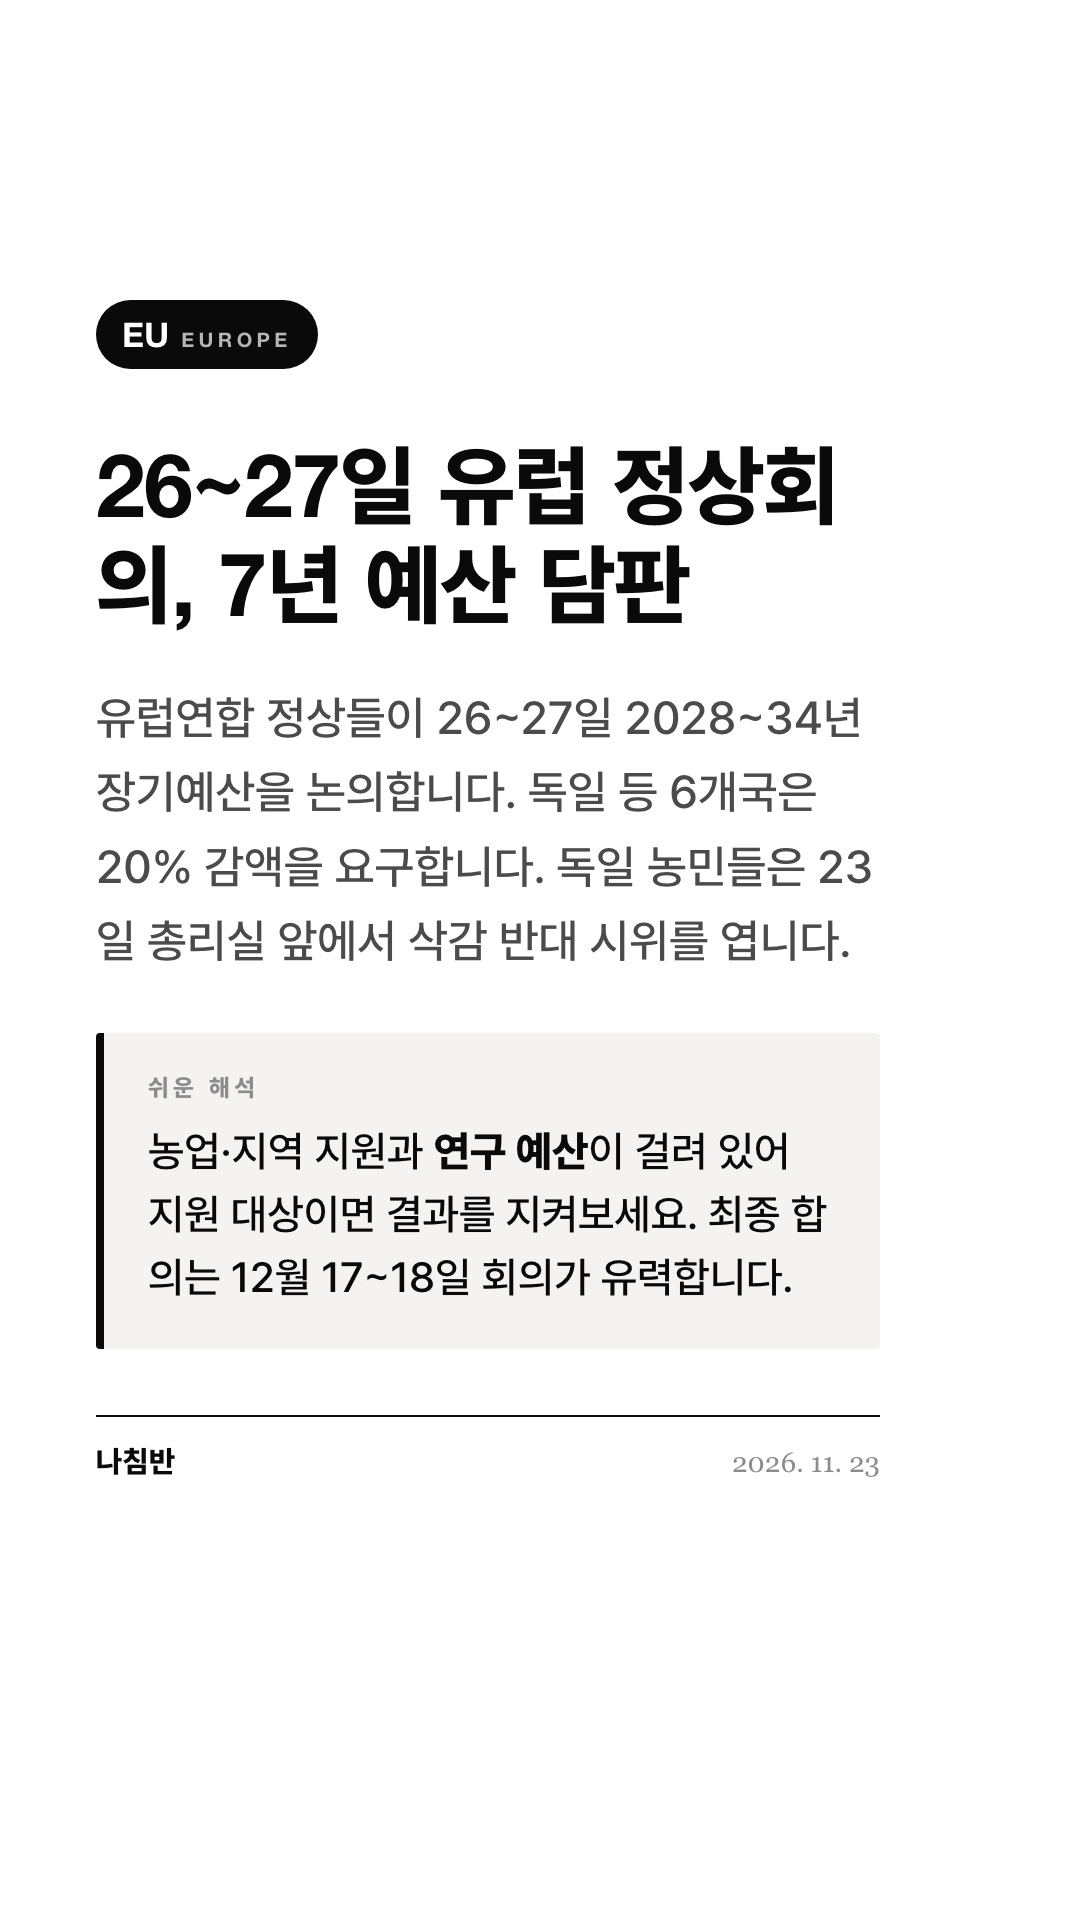 EU EUROPE
26~27일 유럽 정상회
의, 7년 예산 담판
유럽연합 정상들이 26~27일 2028~34년
장기예산을 논의합니다. 독일 등 6개국은
20% 감액을 요구합니다. 독일 농민들은 23
일 총리실 앞에서 삭감 반대 시위를 엽니다.
쉬운 해석
농업·지역 지원과 연구 예산이 걸려 있어
지원 대상이면 결과를 지켜보세요. 최종 합
의는 12월 17~18일 회의가 유력합니다.
나침반
2026. 11. 23